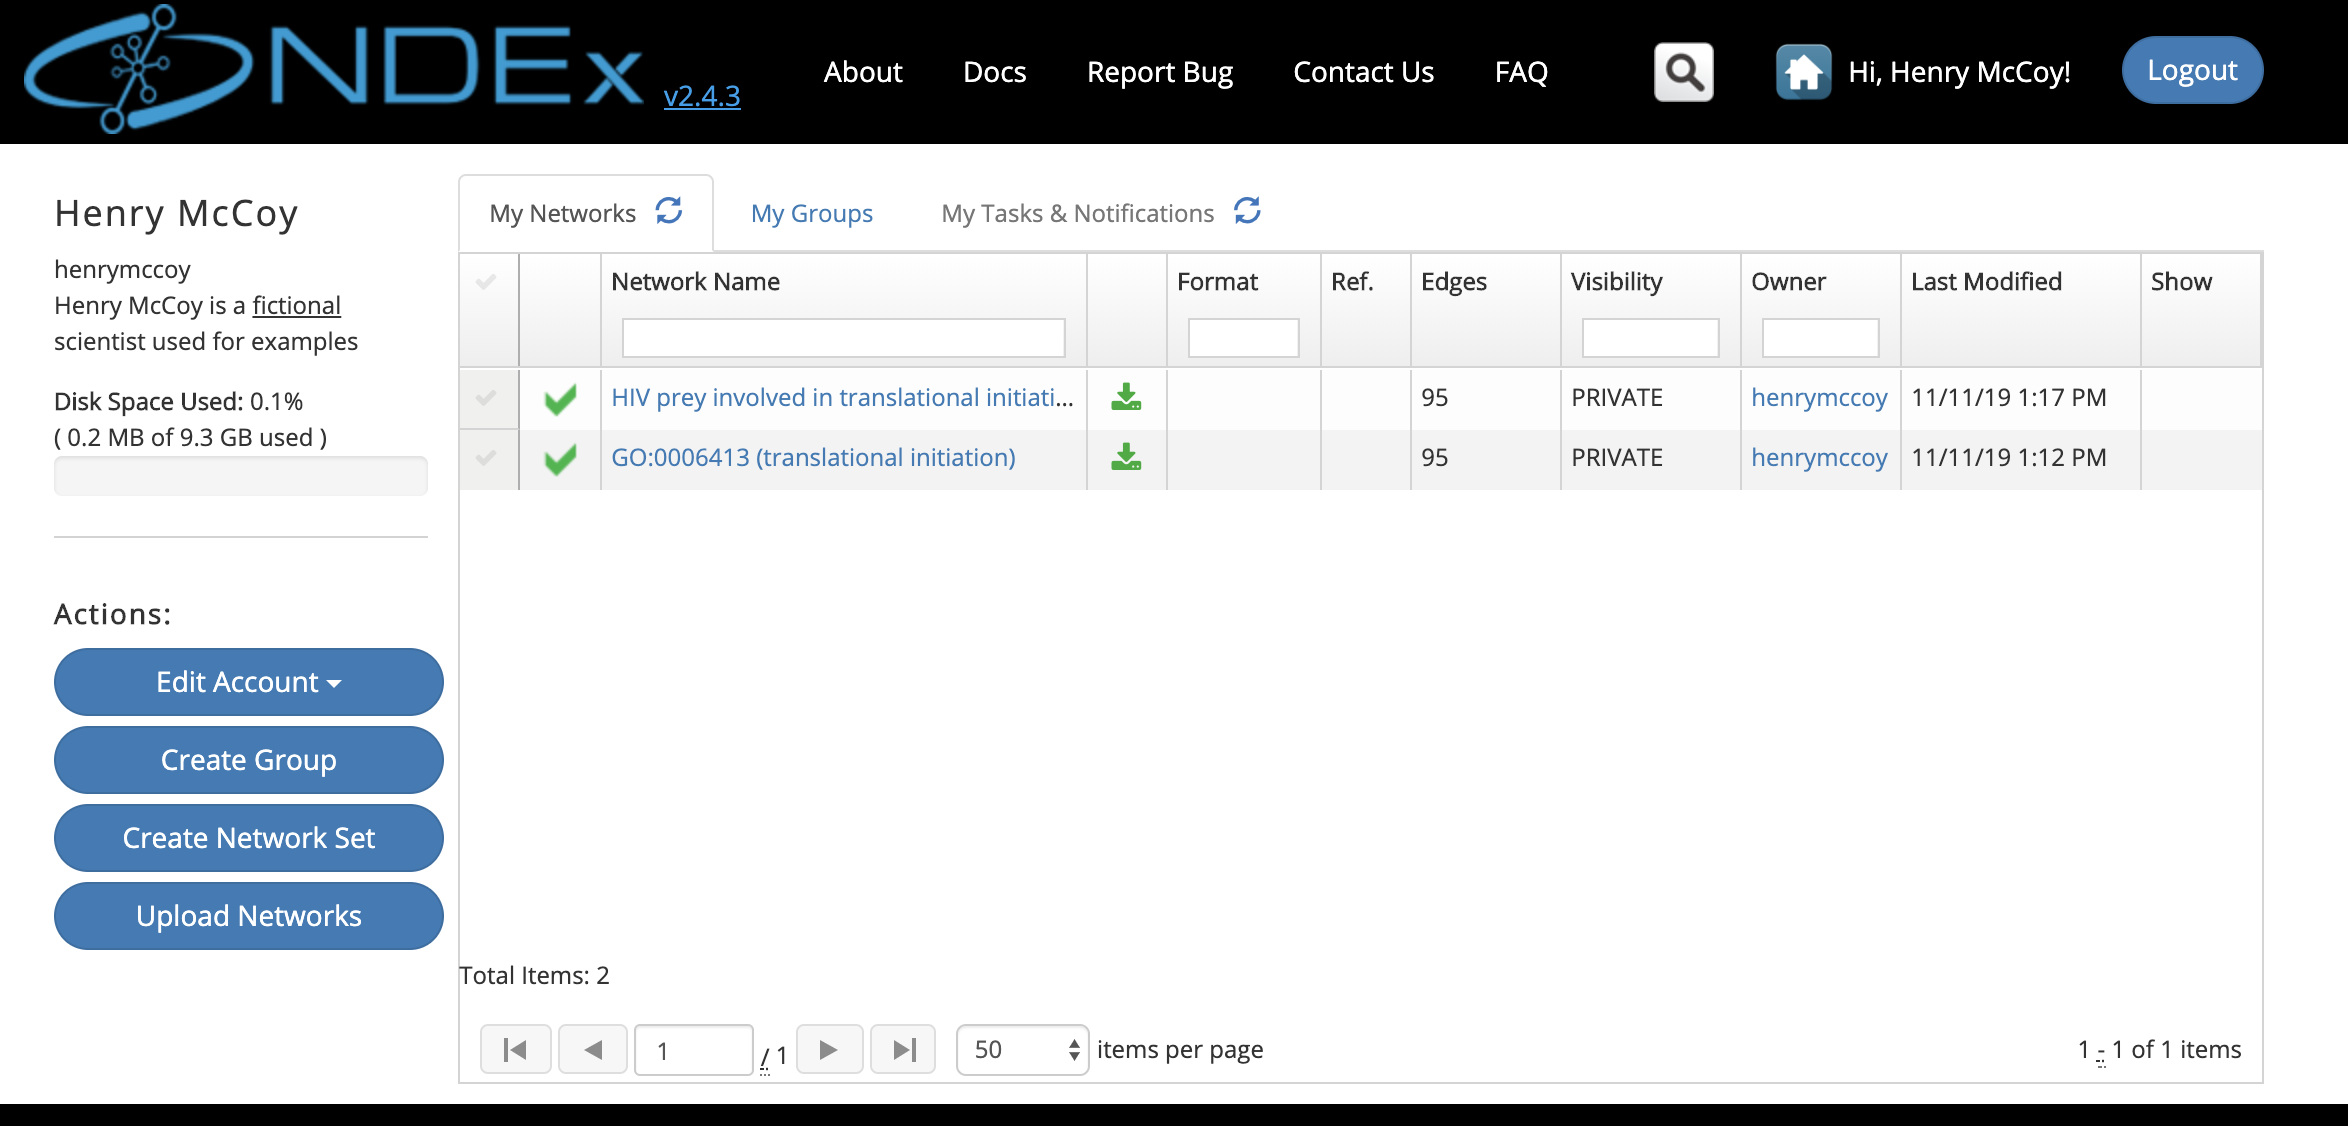 NDEx v2.4.3
About Docs Report Bug Contact Us FAQ Hi, Henry McCoy! Logout
Henry McCoy
henrymccoy
Henry McCoy is a fictional
scientist used for examples
Disk Space Used: 0.1%
( 0.2 MB of 9.3 GB used )
Actions:
Edit Account
Create Group
Create Network Set
Upload Networks
My Networks My Groups My Tasks & Notifications
Network Name Format Ref. Edges Visibility Owner Last Modified Show
HIV prey involved in translational initiati... 95 PRIVATE henrymccoy 11/11/19 1:17 PM
GO:0006413 (translational initiation) 95 PRIVATE henrymccoy 11/11/19 1:12 PM
Total Items: 2
1 / 1 50 items per page 1 - 1 of 1 items